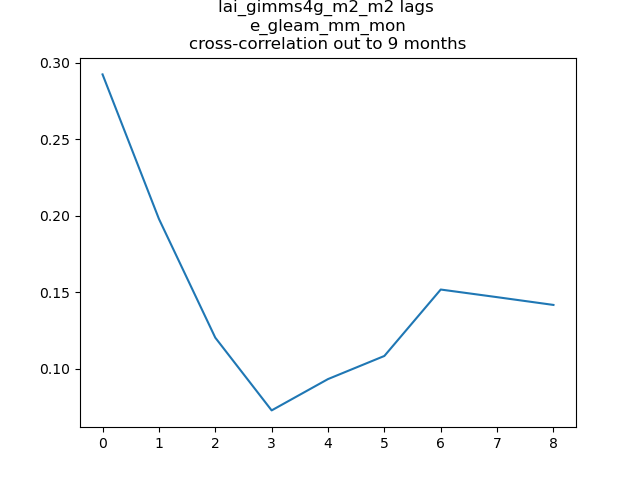 lai_gimms4g_m2_m2 lags
e_gleam_mm_mon
cross-correlation out to 9 months
0.30
0.25
0.20
0.15
0.10
0 1 2 3 4 5 6 7 8